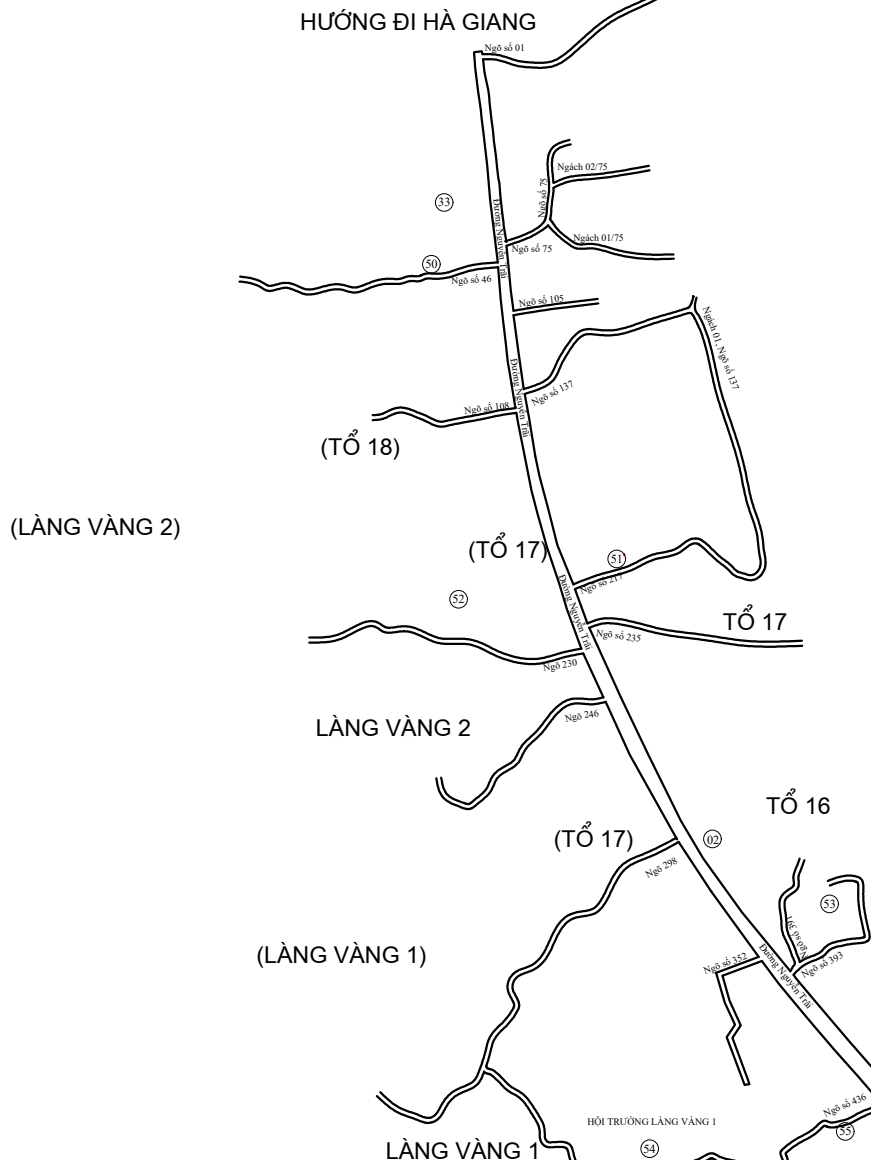 HƯỚNG ĐI HÀ GIANG
Ngõ số 01
Ngách 02/75
Ngõ số 75
33
Đường Nguyễn Trãi
Ngách 01/75
Ngõ số 75
50
Ngõ số 46
Ngõ số 105
Ngách 01, Ngõ số 137
Đường Nguyễn Trãi
Ngõ số 137
Ngõ số 108
(TỔ 18)
(LÀNG VÀNG 2)
(TỔ 17)
51
Ngõ số 217
52
Đường Nguyễn Trãi
TỔ 17
Ngõ số 235
Ngõ 230
Ngõ 246
LÀNG VÀNG 2
TỔ 16
(TỔ 17)
02
Ngõ 298
53
Ngõ số 391
(LÀNG VÀNG 1)
Ngõ số 352
Ngõ số 393
Đường Nguyễn Trãi
Ngõ số 436
HỘI TRƯỜNG LÀNG VÀNG 1
55
LÀNG VÀNG 1
54